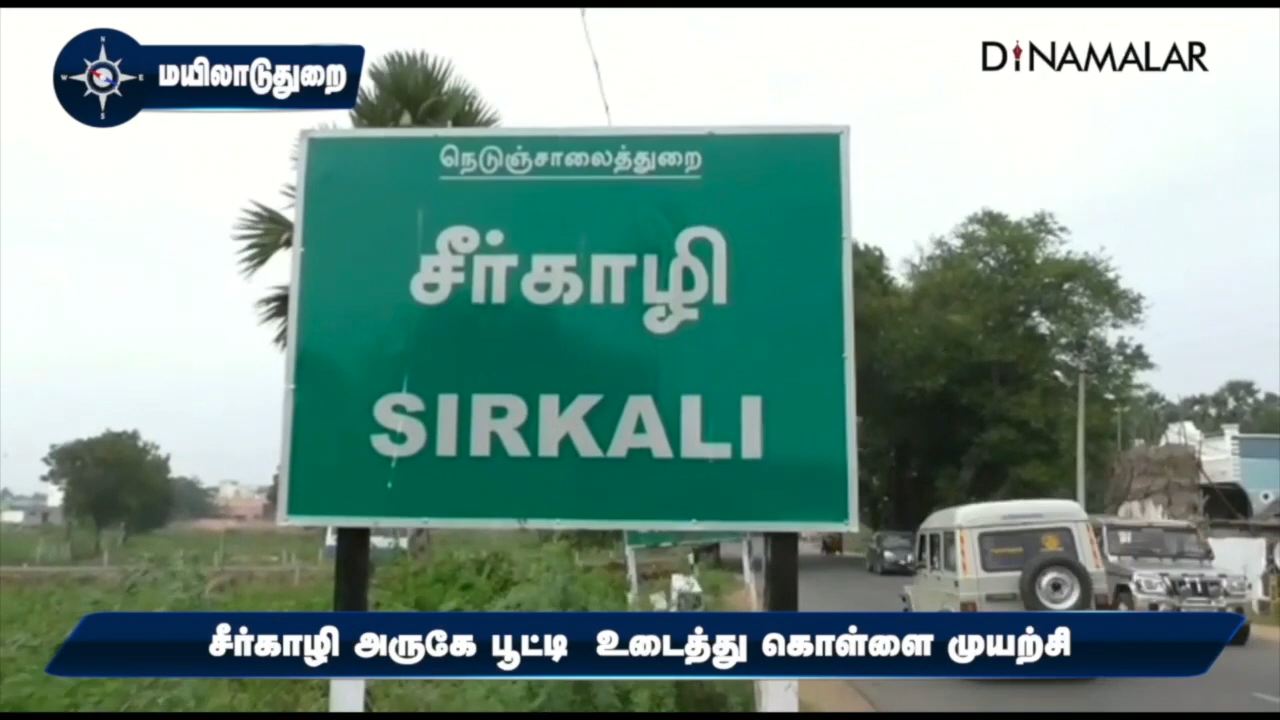 மயிலாடுதுறை
DINAMALAR
நெடுஞ்சாலைத்துறை
சீர்காழி
SIRKALI
சீர்காழி அருகே பூட்டி உடைத்து கொள்ளை முயற்சி